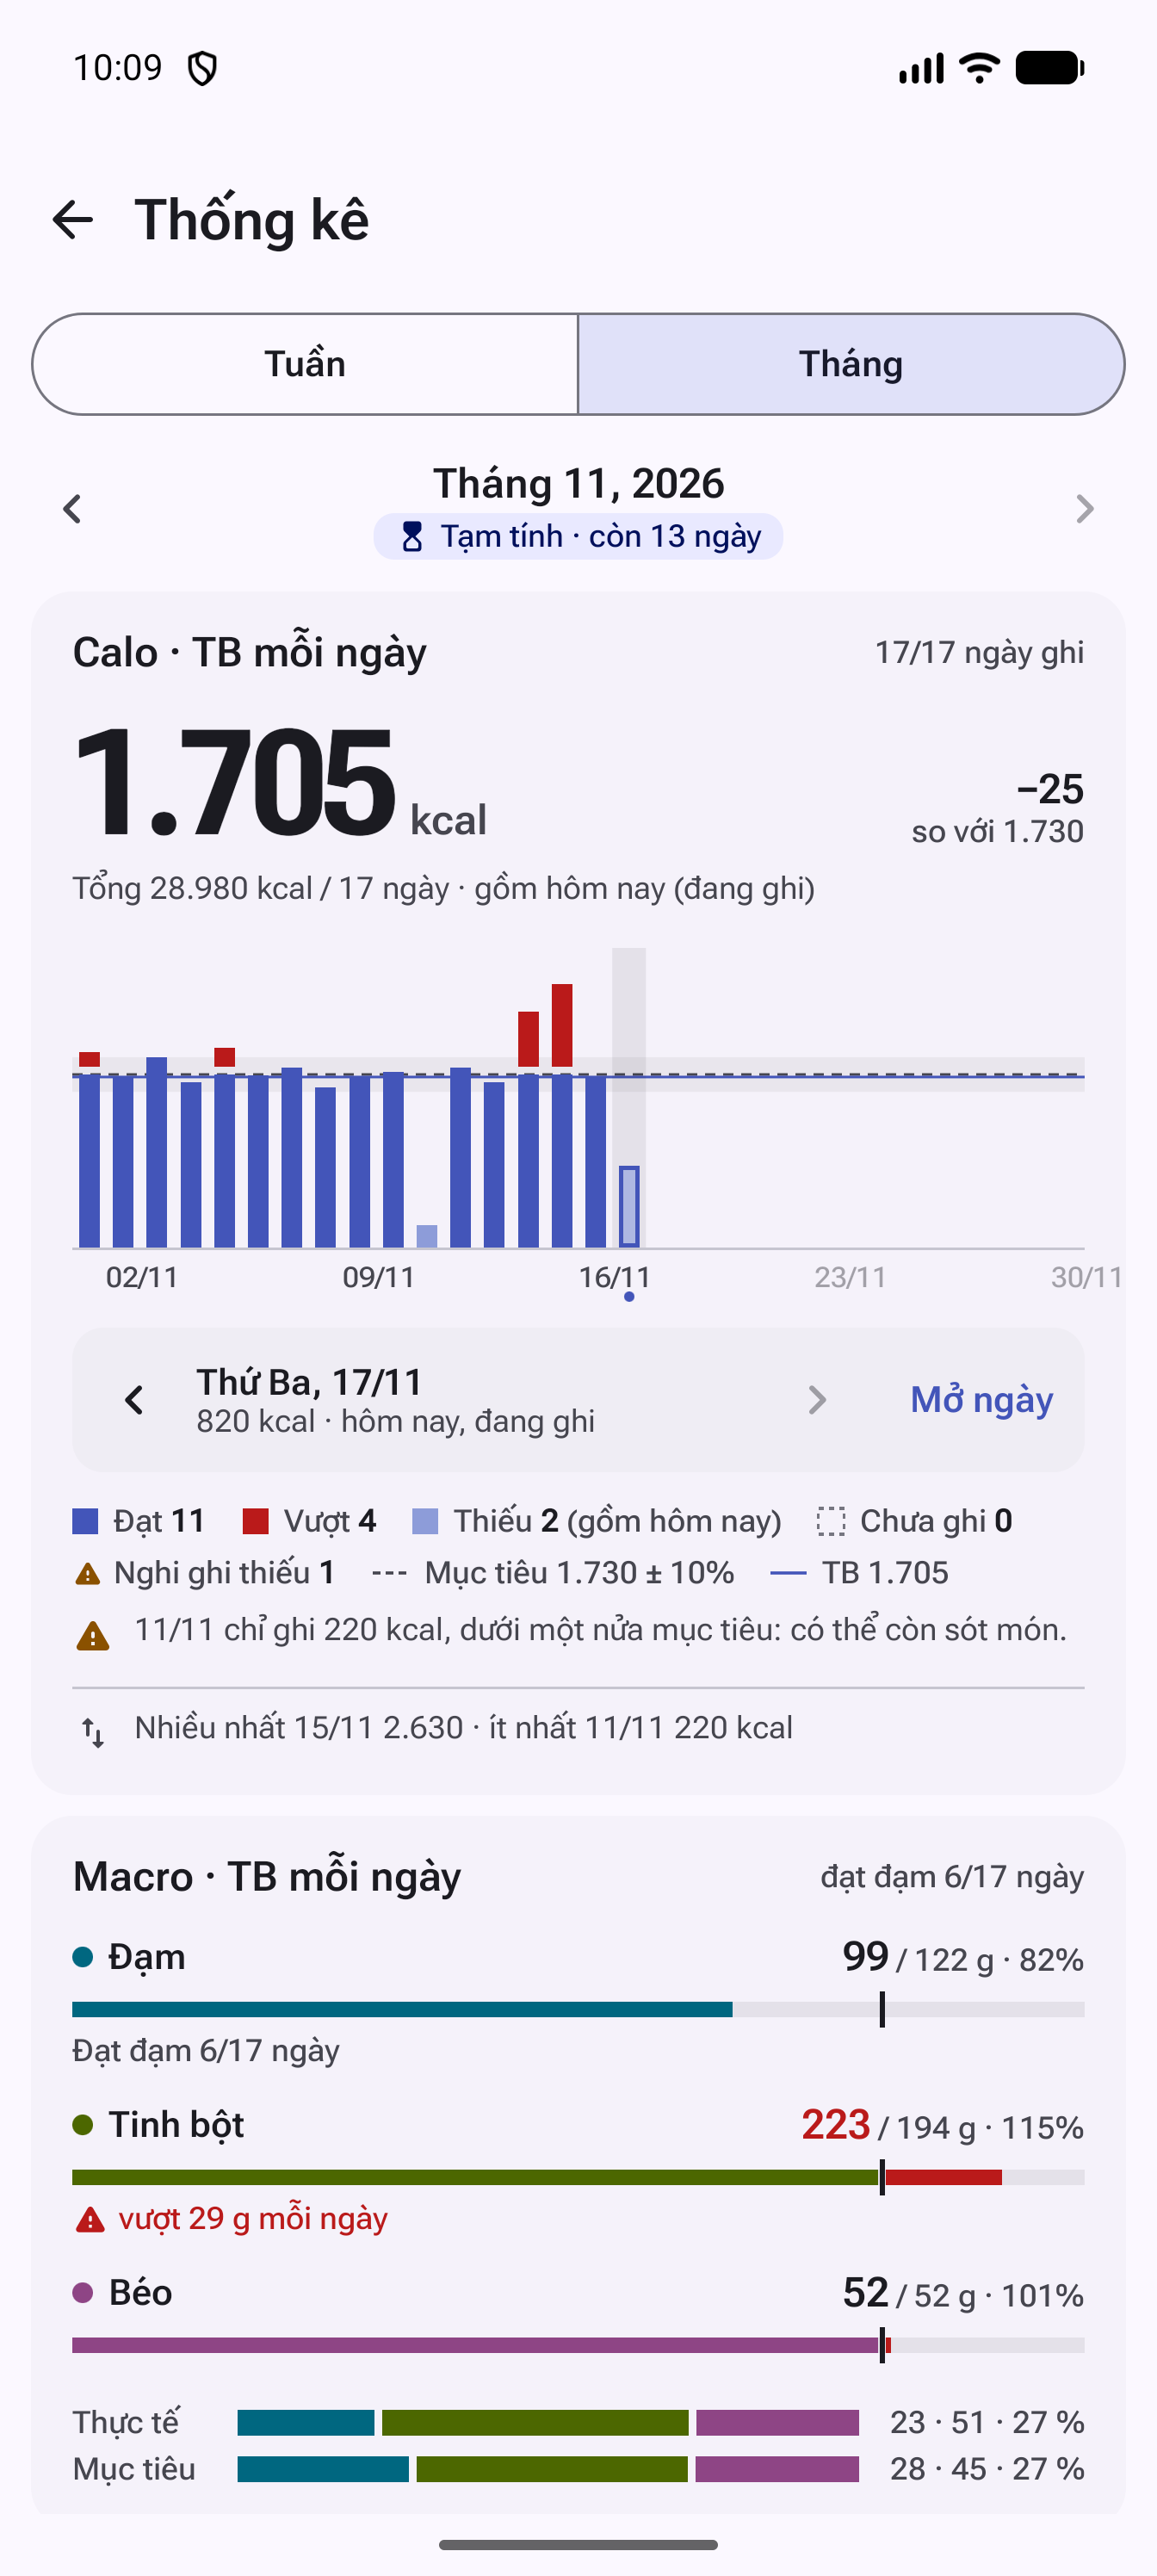 10:09
Thống kê
Tuần
Tháng
Tháng 11, 2026
Tạm tính · còn 13 ngày
Calo · TB mỗi ngày
17/17 ngày ghi
1.705 kcal
−25
so với 1.730
Tổng 28.980 kcal / 17 ngày · gồm hôm nay (đang ghi)
02/11 09/11 16/11 23/11 30/11
Thứ Ba, 17/11
820 kcal · hôm nay, đang ghi
Mở ngày
Đạt 11 Vượt 4 Thiếu 2 (gồm hôm nay) Chưa ghi 0
Nghi ghi thiếu 1 Mục tiêu 1.730 ± 10% TB 1.705
11/11 chỉ ghi 220 kcal, dưới một nửa mục tiêu: có thể còn sót món.
Nhiều nhất 15/11 2.630 · ít nhất 11/11 220 kcal
Macro · TB mỗi ngày
đạt đạm 6/17 ngày
Đạm
99 / 122 g · 82%
Đạt đạm 6/17 ngày
Tinh bột
223 / 194 g · 115%
vượt 29 g mỗi ngày
Béo
52 / 52 g · 101%
Thực tế 23 · 51 · 27 %
Mục tiêu 28 · 45 · 27 %